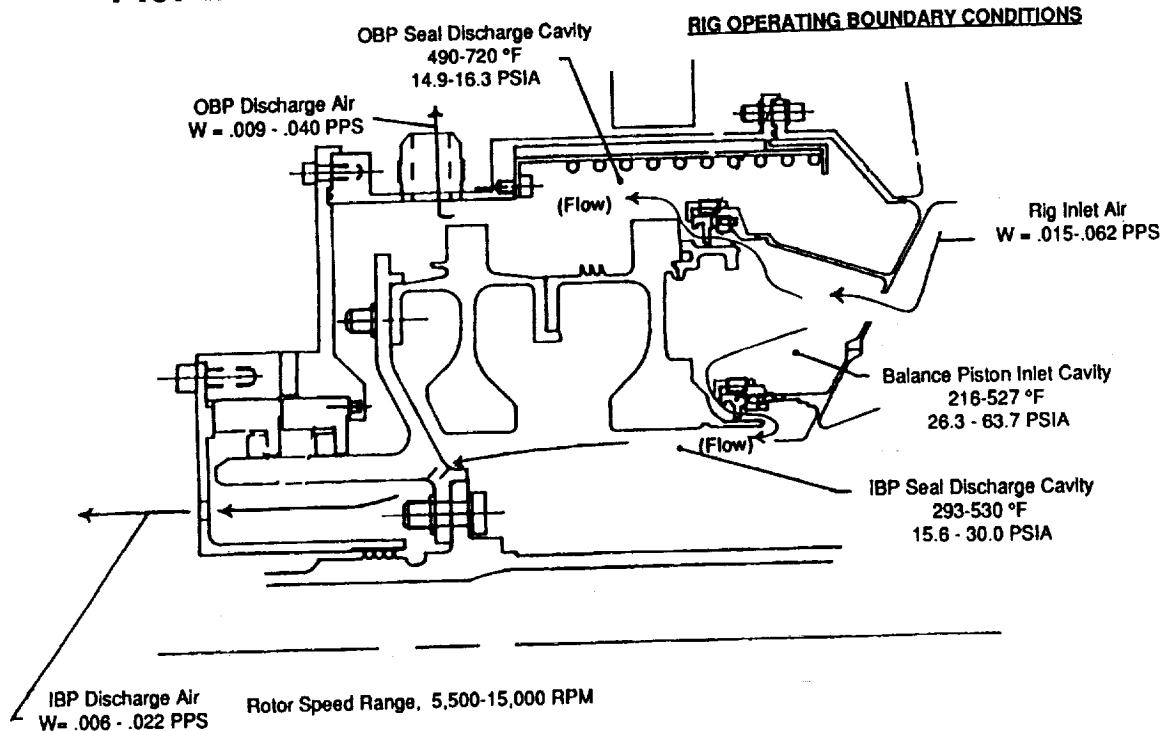 RIG OPERATING BOUNDARY CONDITIONS
OBP Seal Discharge Cavity
490-720 °F
14.9-16.3 PSIA
OBP Discharge Air
W = .009 - .040 PPS
(Flow)
Rig Inlet Air
W = .015-.062 PPS
Balance Piston Inlet Cavity
216-527 °F
26.3 - 63.7 PSIA
(Flow)
IBP Seal Discharge Cavity
293-530 °F
15.6 - 30.0 PSIA
IBP Discharge Air
W= .006 - .022 PPS
Rotor Speed Range, 5,500-15,000 RPM